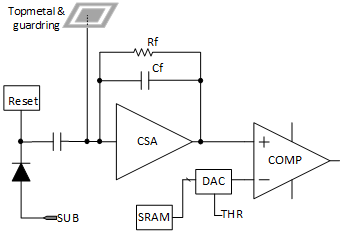 Topmetal &
guardring
Rf
Cf
Reset
CSA
+
COMP
−
DAC
SUB
SRAM
THR